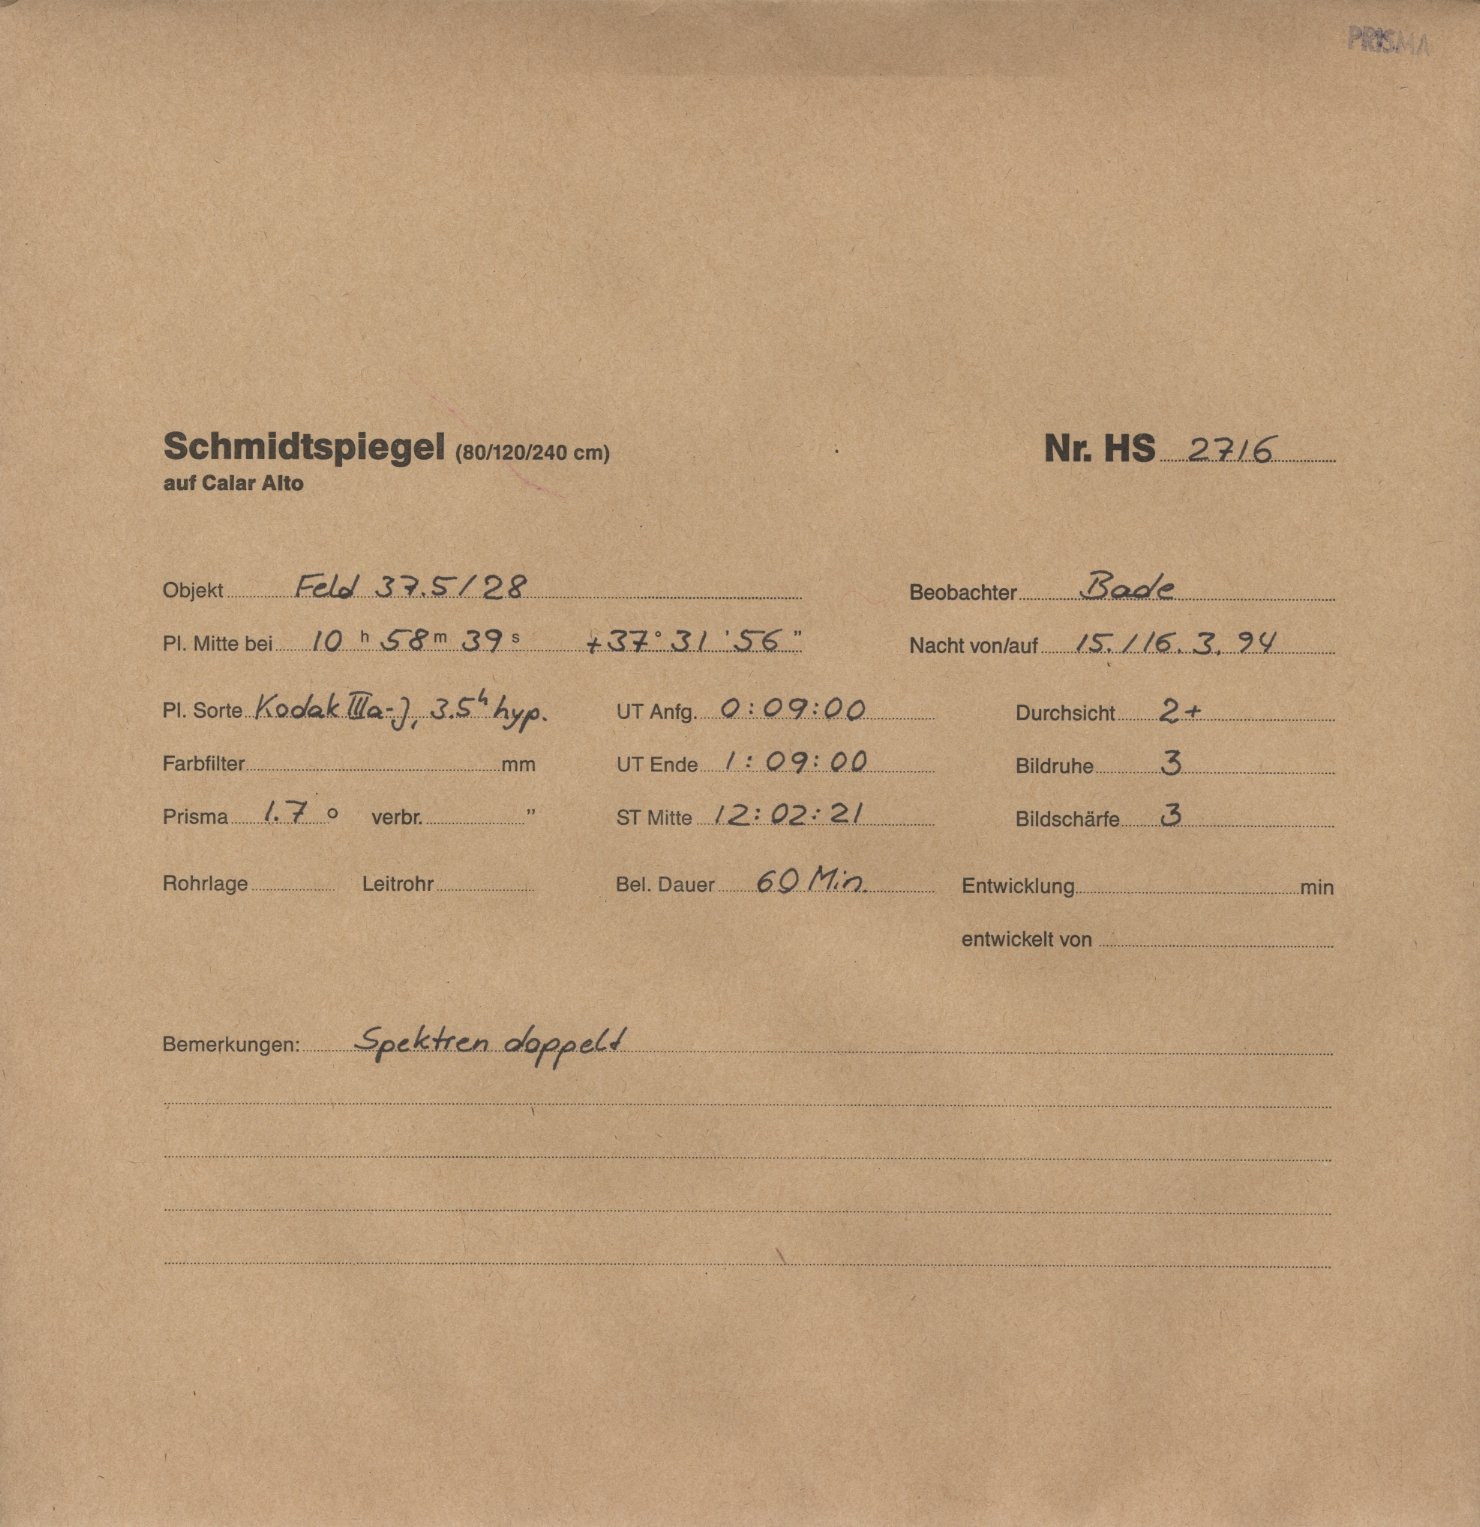 PRISMA
Schmidtspiegel (80/120/240 cm) Nr. HS 2716
auf Calar Alto
Objekt Feld 37.5/28 Beobachter Bade
Pl. Mitte bei 10 h 58 m 39 s +37° 31 ' 56 " Nacht von/auf 15./16. 3. 94
Pl. Sorte Kodak IIIa-J, 3.5h hyp. UT Anfg. 0:09:00 Durchsicht 2+
Farbfilter mm UT Ende 1:09:00 Bildruhe 3
Prisma 1.7 ° verbr. " ST Mitte 12:02:21 Bildschärfe 3
Rohrlage Leitrohr Bel. Dauer 60 Min. Entwicklung min
entwickelt von
Bemerkungen: Spektren doppelt